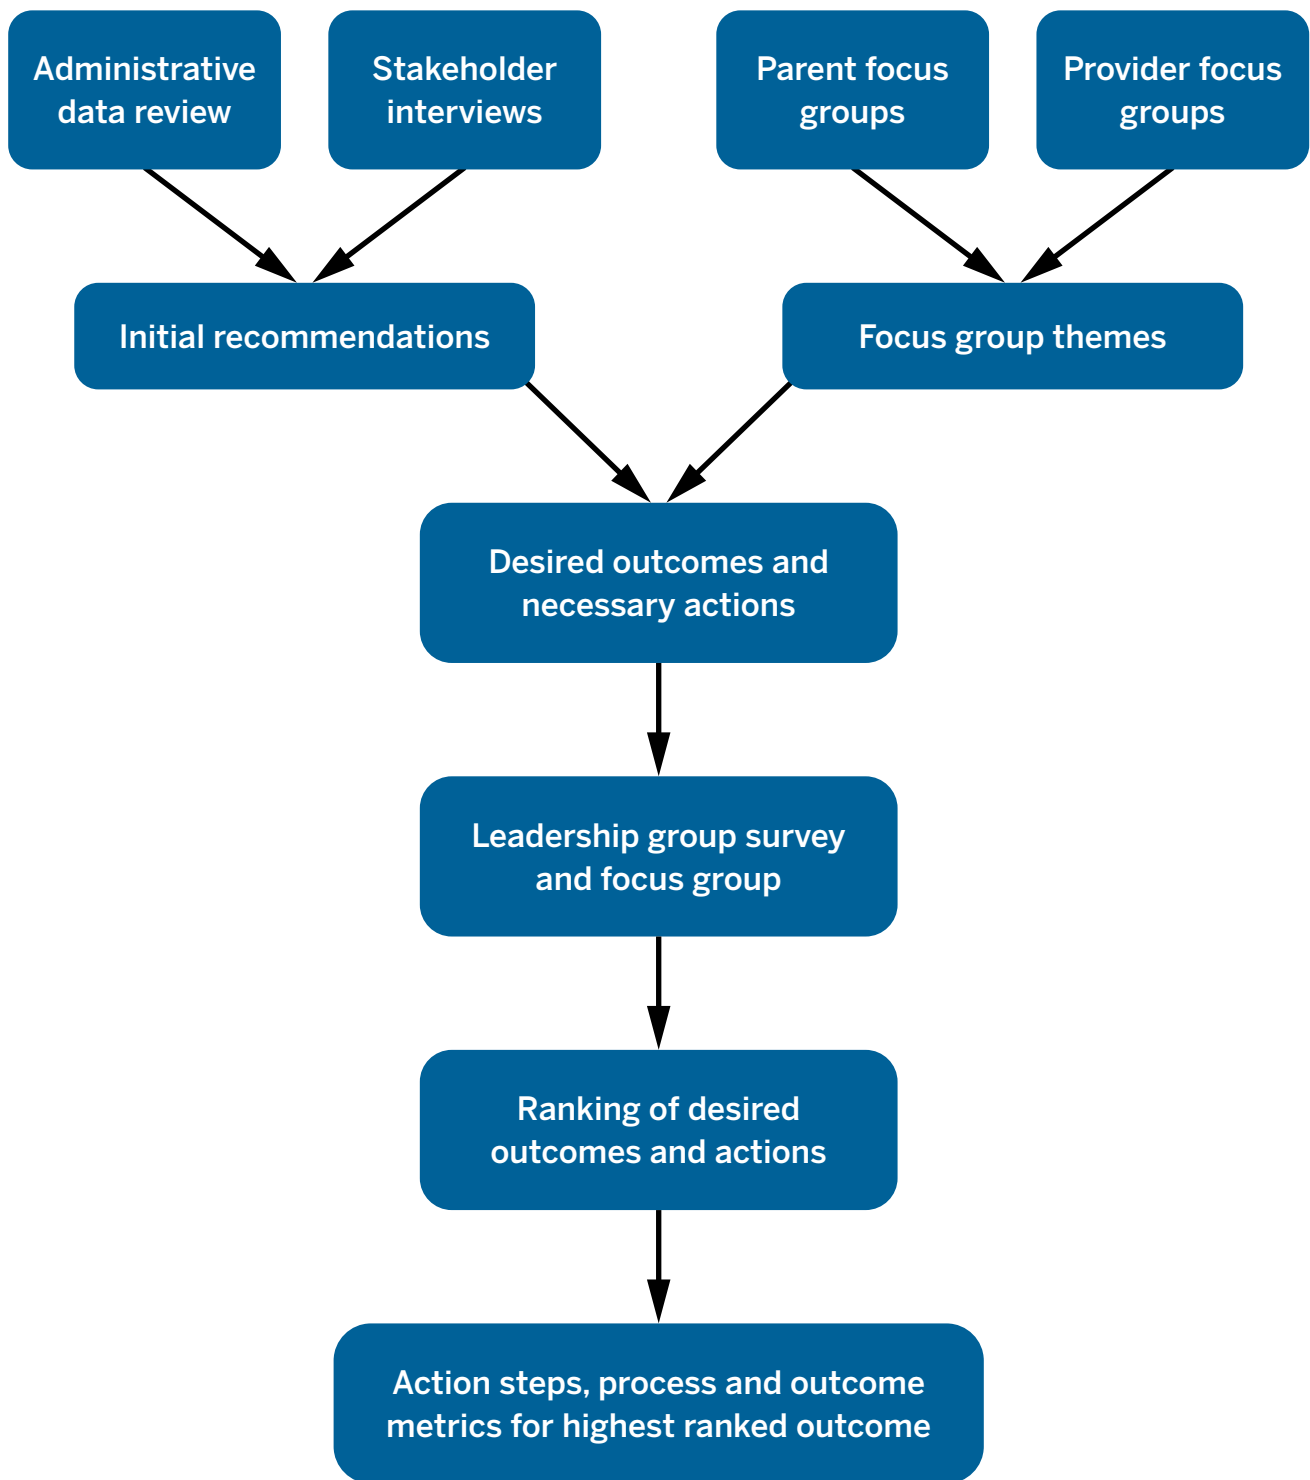 Administrative
data review
Stakeholder
interviews
Parent focus
groups
Provider focus
groups
Initial recommendations
Focus group themes
Desired outcomes and
necessary actions
Leadership group survey
and focus group
Ranking of desired
outcomes and actions
Action steps, process and outcome
metrics for highest ranked outcome